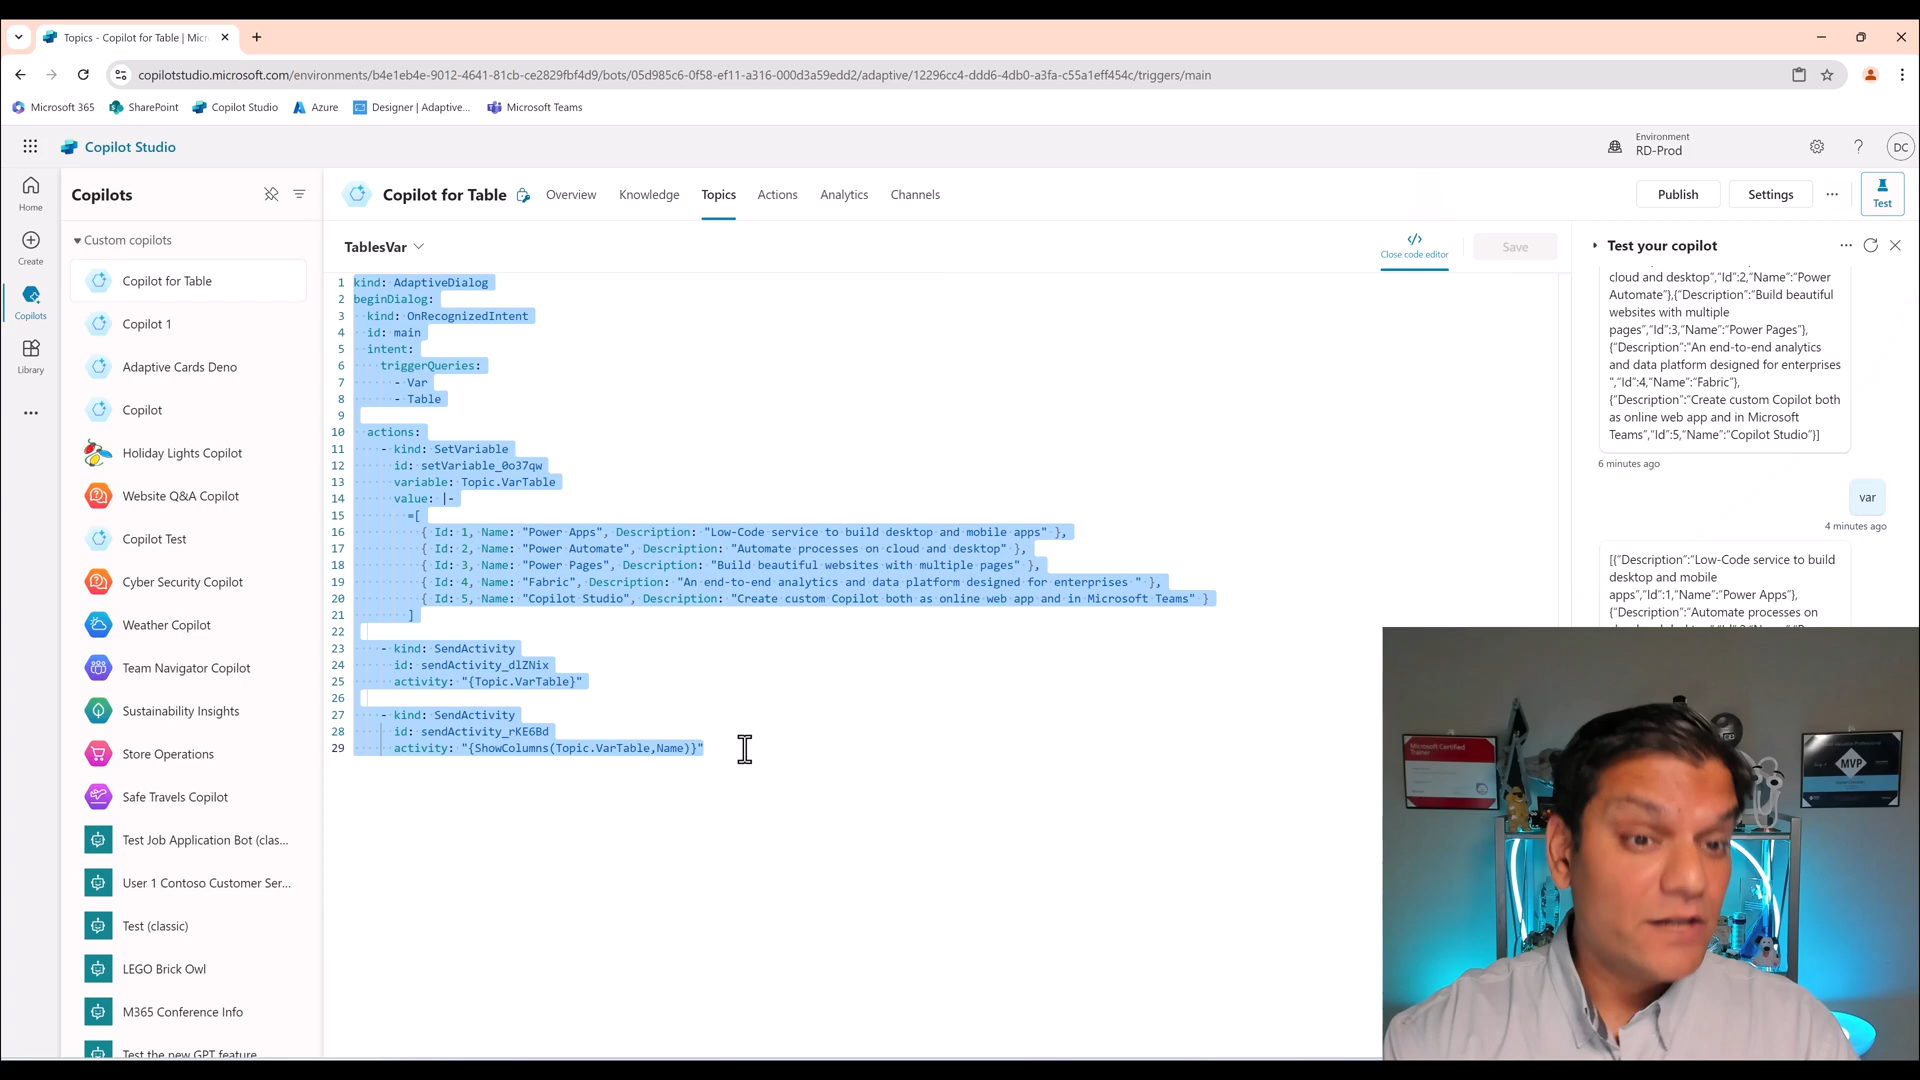 Topics - Copilot for Table | Micr
copilotstudio.microsoft.com/environments/b4e1eb4e-9012-4641-81cb-ce2829fbf4d9/bots/05d985c6-0f58-ef11-a316-000d3a59edd2/adaptive/12296cc4-ddd6-4db0-a3fa-c55a1eff454c/triggers/main
Microsoft 365 SharePoint Copilot Studio Azure Designer | Adaptive... Microsoft Teams
Copilot Studio
Environment
RD-Prod
DC
Home
Create
Copilots
Library
Copilots
Custom copilots
Copilot for Table
Copilot 1
Adaptive Cards Deno
Copilot
Holiday Lights Copilot
Website Q&A Copilot
Copilot Test
Cyber Security Copilot
Weather Copilot
Team Navigator Copilot
Sustainability Insights
Store Operations
Safe Travels Copilot
Test Job Application Bot (clas...
User 1 Contoso Customer Ser...
Test (classic)
LEGO Brick Owl
M365 Conference Info
Test the new GPT feature
Copilot for Table Overview Knowledge Topics Actions Analytics Channels
Publish Settings ... Test
TablesVar
</>
Close code editor
Save
1 kind: AdaptiveDialog
2 beginDialog:
3 kind: OnRecognizedIntent
4 id: main
5 intent:
6 triggerQueries:
7 - Var
8 - Table
9
10 actions:
11 - kind: SetVariable
12 id: setVariable_0o37qw
13 variable: Topic.VarTable
14 value: |-
15 =[
16 { Id: 1, Name: "Power Apps", Description: "Low-Code service to build desktop and mobile apps" },
17 { Id: 2, Name: "Power Automate", Description: "Automate processes on cloud and desktop" },
18 { Id: 3, Name: "Power Pages", Description: "Build beautiful websites with multiple pages" },
19 { Id: 4, Name: "Fabric", Description: "An end-to-end analytics and data platform designed for enterprises " },
20 { Id: 5, Name: "Copilot Studio", Description: "Create custom Copilot both as online web app and in Microsoft Teams" }
21 ]
22
23 - kind: SendActivity
24 id: sendActivity_dlZNix
25 activity: "{Topic.VarTable}"
26
27 - kind: SendActivity
28 id: sendActivity_rKE6Bd
29 activity: "{ShowColumns(Topic.VarTable,Name)}"
Test your copilot
cloud and desktop","Id":2,"Name":"Power
Automate"},{"Description":"Build beautiful
websites with multiple
pages","Id":3,"Name":"Power Pages"},
{"Description":"An end-to-end analytics
and data platform designed for enterprises
","Id":4,"Name":"Fabric"},
{"Description":"Create custom Copilot both
as online web app and in Microsoft
Teams","Id":5,"Name":"Copilot Studio"}]
6 minutes ago
var
4 minutes ago
[{"Description":"Low-Code service to build
desktop and mobile
apps","Id":1,"Name":"Power Apps"},
{"Description":"Automate processes on
Microsoft Certified
Trainer
MVP